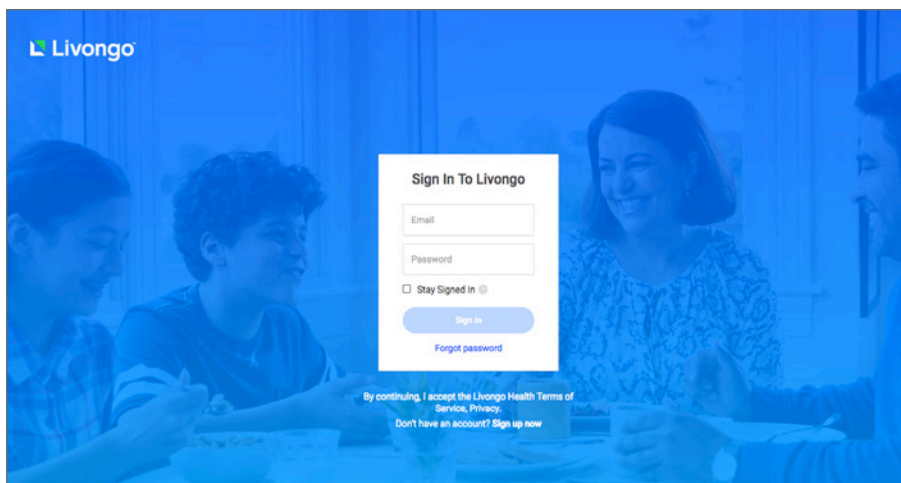 Livongo
Sign In To Livongo
Email
Password
Stay Signed In
Sign In
Forgot password
By continuing, I accept the Livongo Health Terms of
Service, Privacy.
Don't have an account? Sign up now